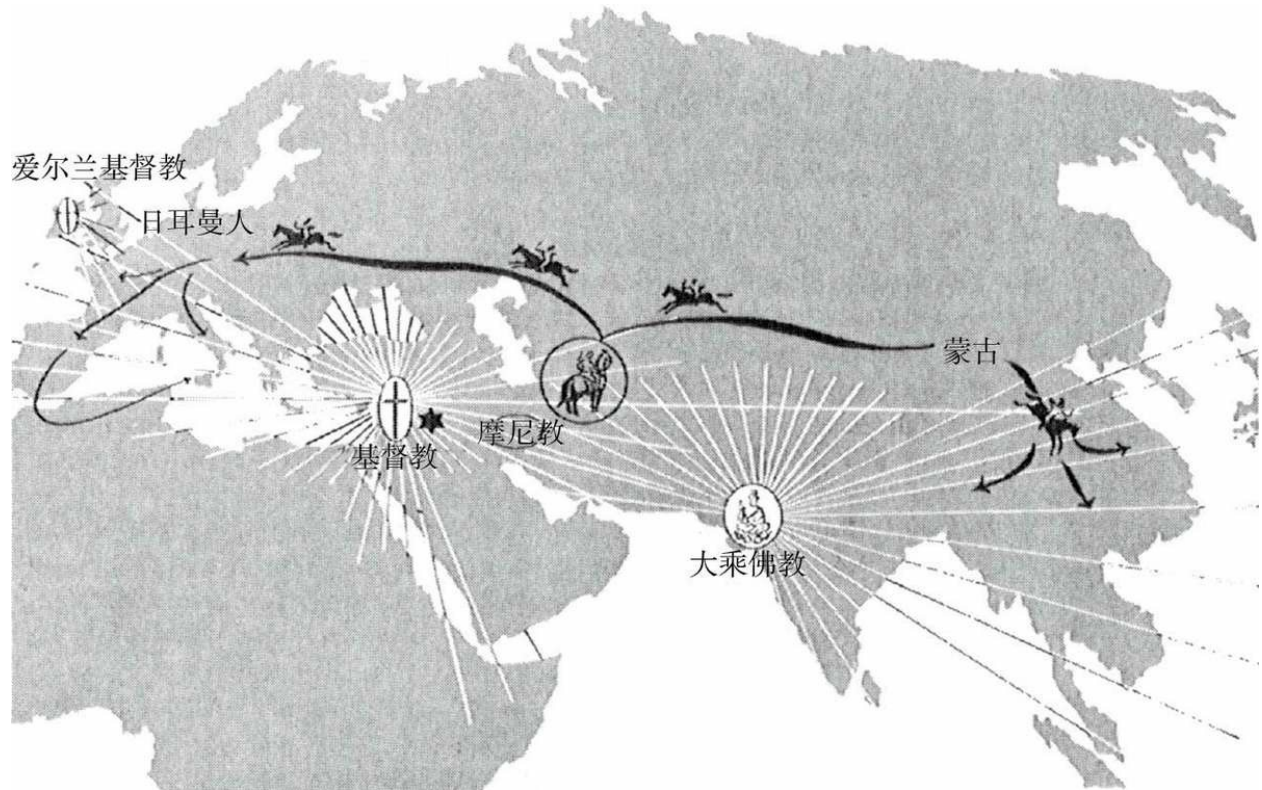 爱尔兰基督教
日耳曼人
蒙古
摩尼教
基督教
大乘佛教